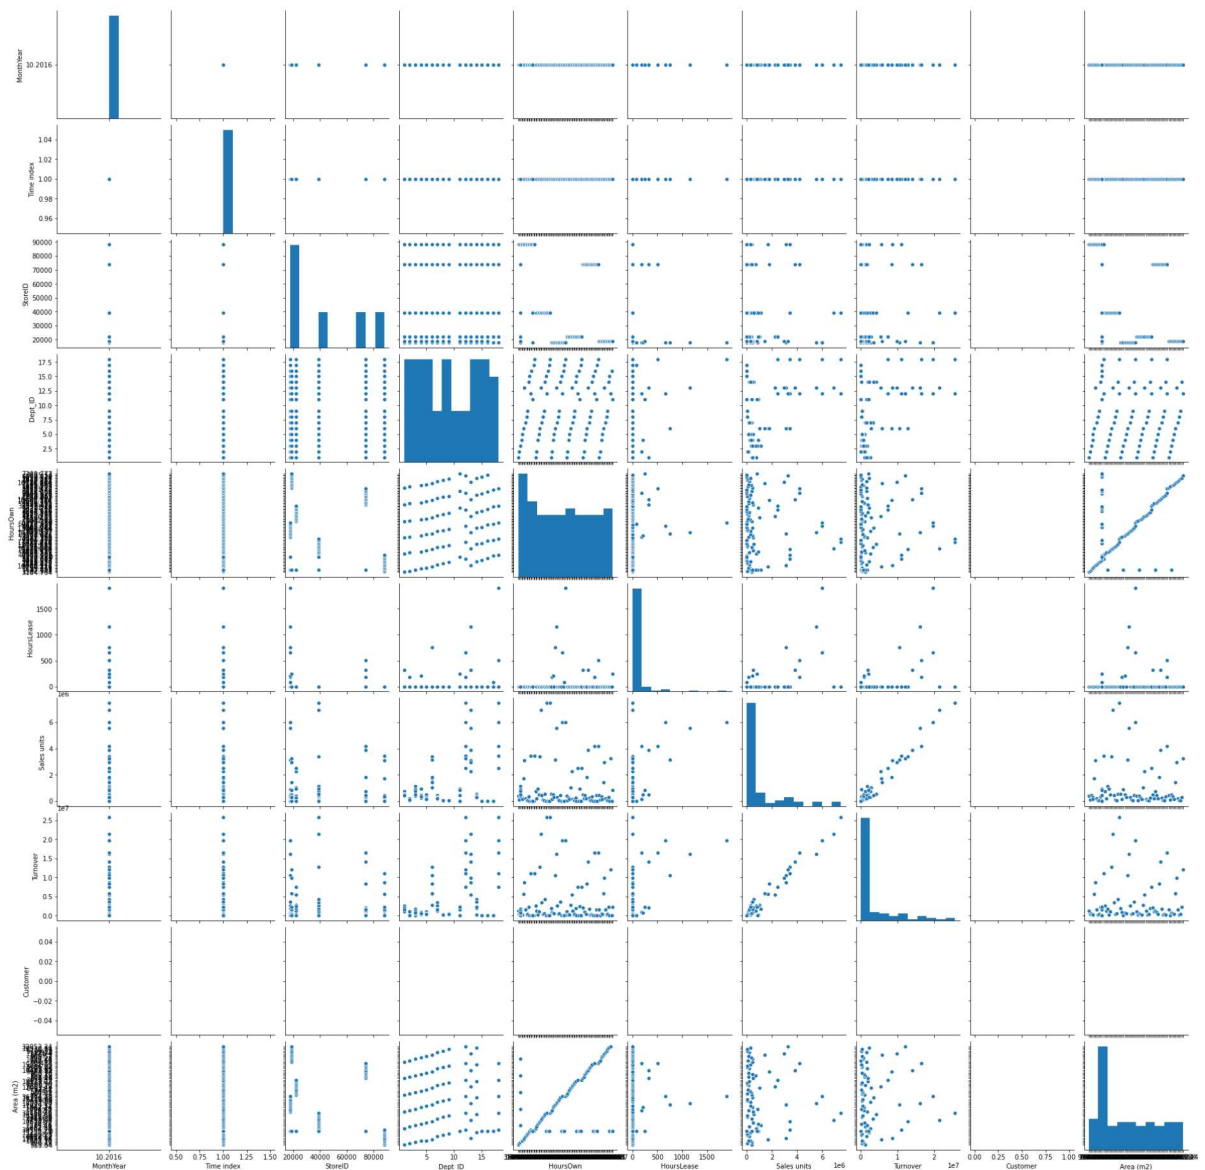 MonthYear
10.2016
Time index
1.04
1.02
1.00
0.98
0.96
StoreID
90000
80000
70000
60000
50000
40000
30000
20000
Dept_ID
17.5
15.0
12.5
10.0
7.5
5.0
2.5
HoursOwn
HoursLease
1500
1000
500
0
1e6
Sales units
6
4
2
0
1e7
Turnover
2.5
2.0
1.5
1.0
0.5
0.0
Customer
0.04
0.02
0.00
−0.02
−0.04
Area (m2)
10.2016
0.50 0.75 1.00 1.25 1.50
20000 40000 60000 80000
5 10 15
0 500 1000 1500
0 2 4 6
1e6
0 1 2
1e7
0.00 0.25 0.50 0.75 1.00
MonthYear Time index StoreID Dept_ID HoursOwn HoursLease Sales units Turnover Customer Area (m2)